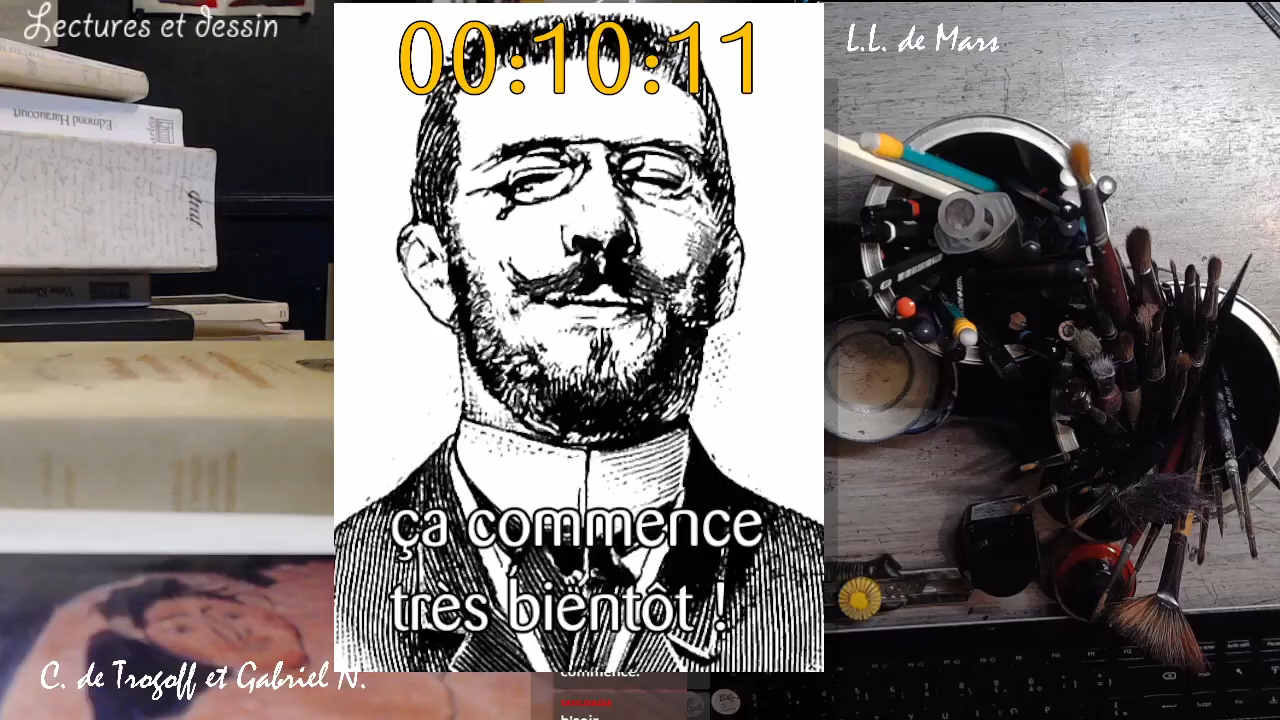 Lectures et dessin
00:10:11
L.L. de Mars
Edmond Haraucourt
ça commence
très bientôt !
C. de Trogoff et Gabriel N.
commence.
b'soir